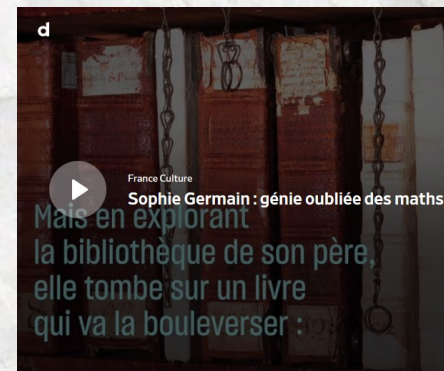 d
France Culture
Sophie Germain : génie oubliée des maths
Mais en explorant
la bibliothèque de son père,
elle tombe sur un livre
qui va la bouleverser :